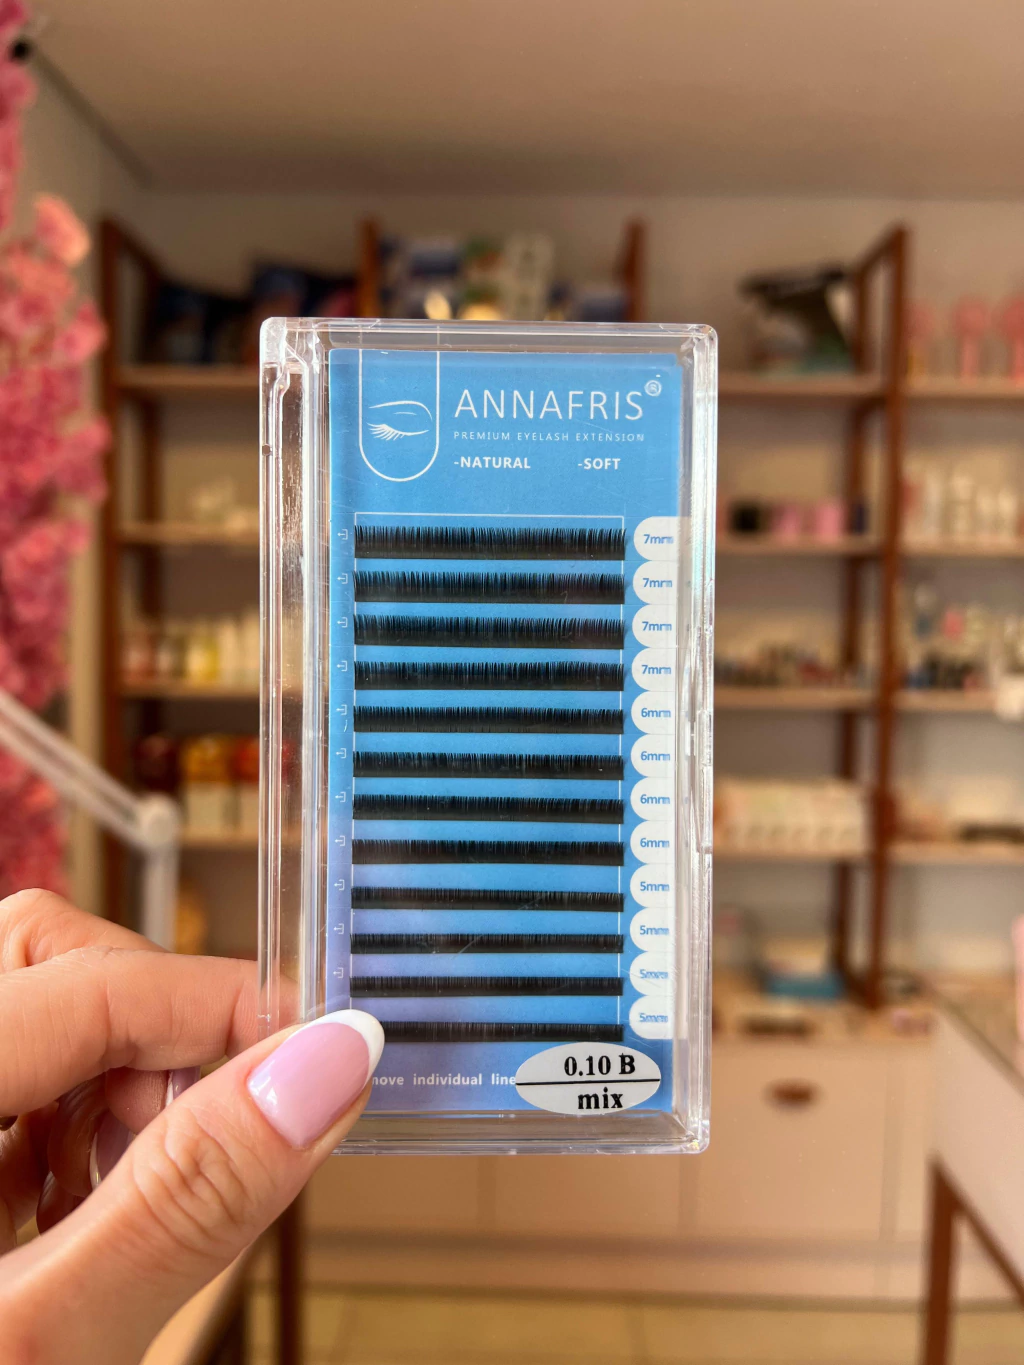 ANNAFRIS®
PREMIUM EYELASH EXTENSION
-NATURAL -SOFT
7mm
7mm
7mm
7mm
6mm
6mm
6mm
6mm
5mm
5mm
5mm
5mm
individual line
0.10 B
mix